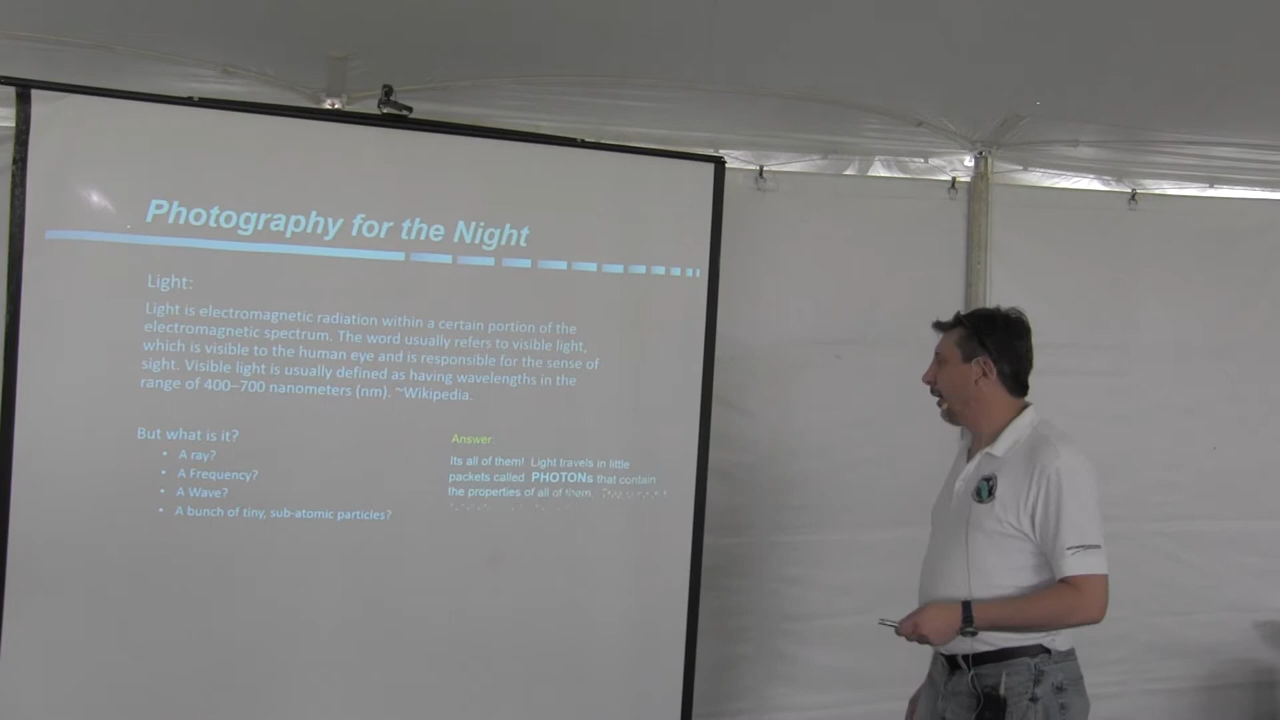 Photography for the Night
Light:
Light is electromagnetic radiation within a certain portion of the
electromagnetic spectrum. The word usually refers to visible light,
which is visible to the human eye and is responsible for the sense of
sight. Visible light is usually defined as having wavelengths in the
range of 400–700 nanometers (nm). ~Wikipedia.
But what is it?
• A ray?
• A Frequency?
• A Wave?
• A bunch of tiny, sub-atomic particles?
Answer:
Its all of them! Light travels in little
packets called PHOTONs that contain
the properties of all of them